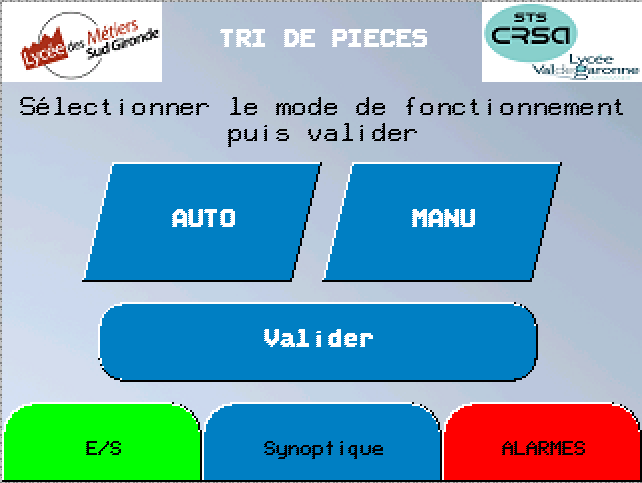 Lycée des Métiers
Sud Gironde
TRI DE PIECES
STS
CRSA
Lycée
Val de Garonne
Sélectionner le mode de fonctionnement
puis valider
AUTO
MANU
Valider
E/S
Synoptique
ALARMES